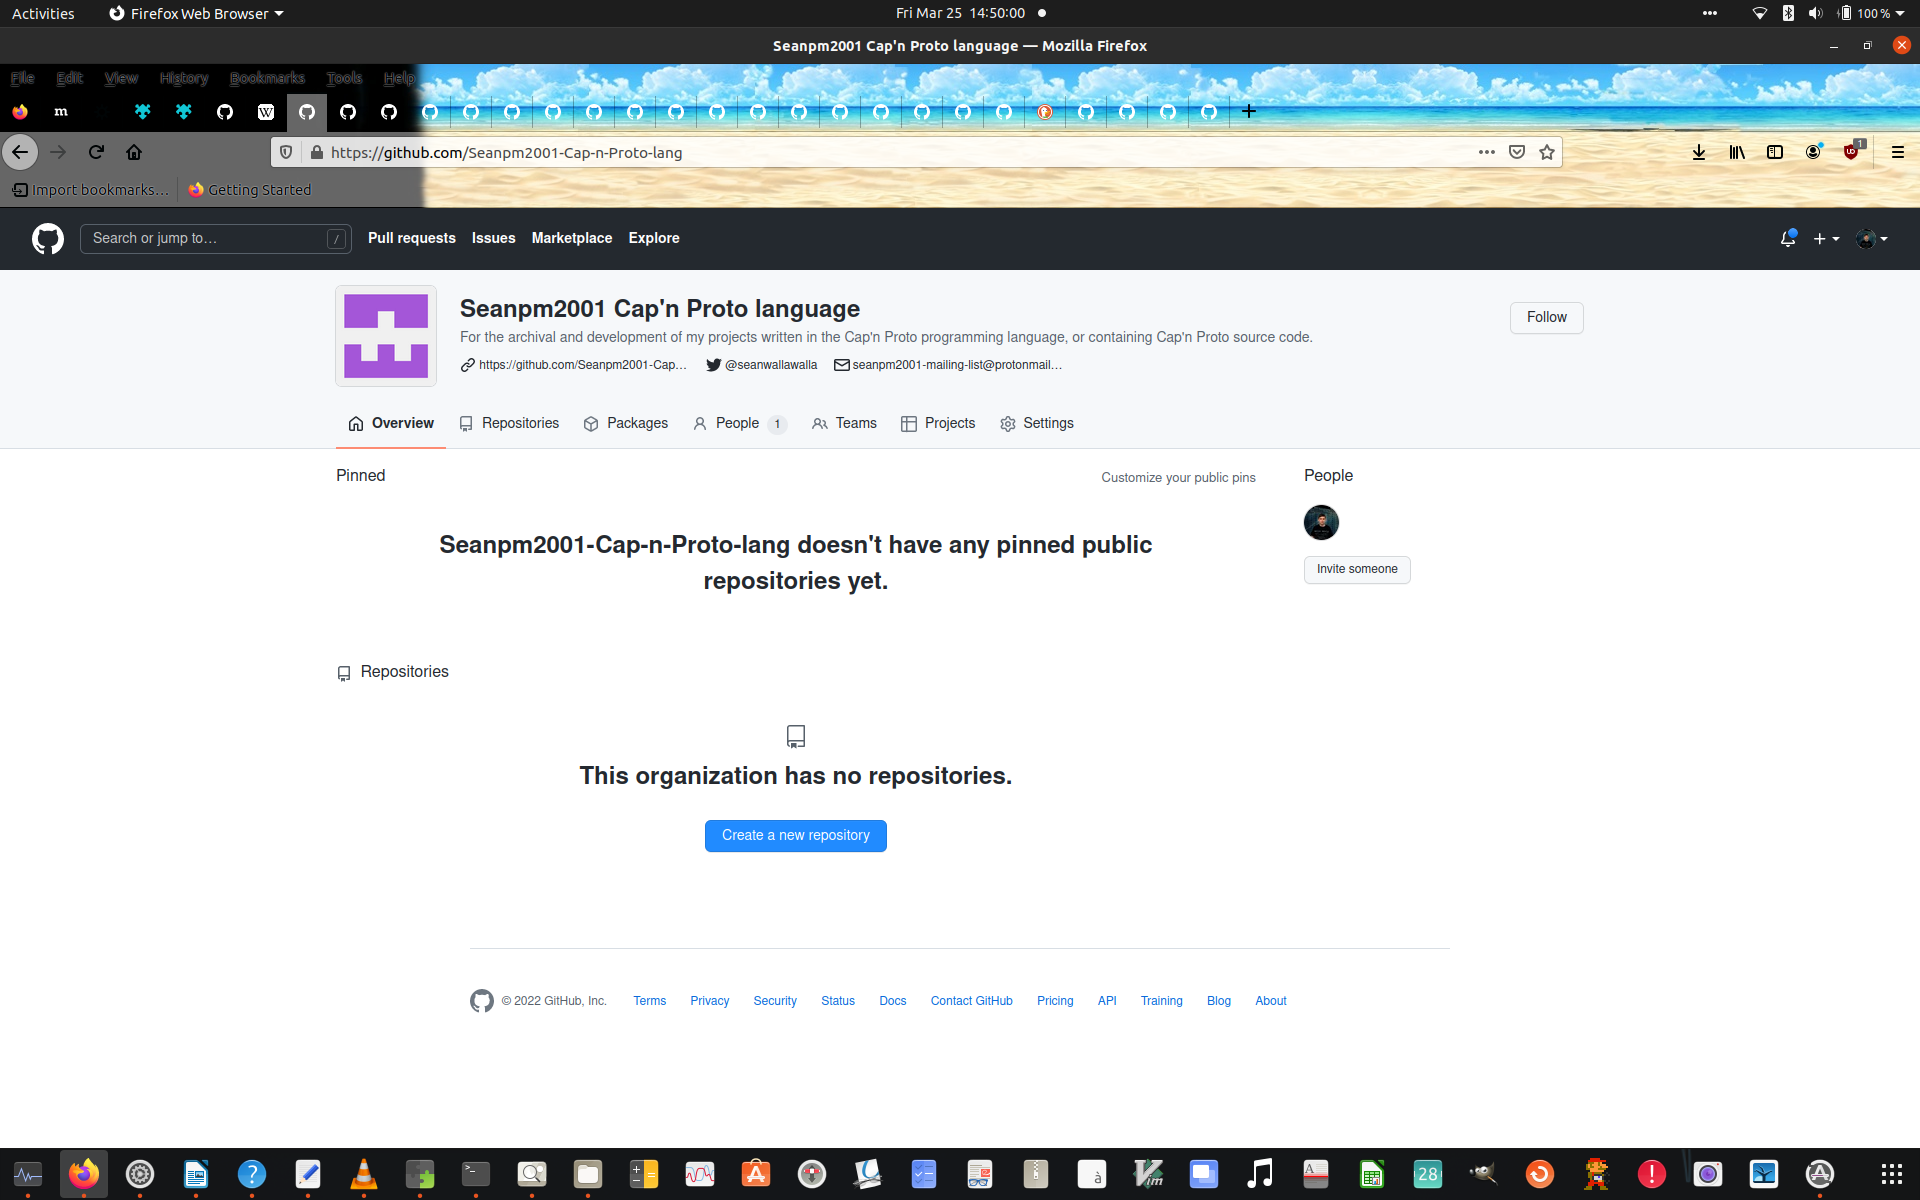 Activities
Firefox Web Browser
Fri Mar 25 14:50:00
100 %
Seanpm2001 Cap'n Proto language — Mozilla Firefox
File Edit View History Bookmarks Tools Help
https://github.com/Seanpm2001-Cap-n-Proto-lang
1
Import bookmarks...
Getting Started
Search or jump to...
/
Pull requests
Issues
Marketplace
Explore
Seanpm2001 Cap'n Proto language
Follow
For the archival and development of my projects written in the Cap'n Proto programming language, or containing Cap'n Proto source code.
https://github.com/Seanpm2001-Cap...
@seanwallawalla
seanpm2001-mailing-list@protonmail...
Overview
Repositories
Packages
People 1
Teams
Projects
Settings
Pinned
Customize your public pins
People
Seanpm2001-Cap-n-Proto-lang doesn't have any pinned public
repositories yet.
Invite someone
Repositories
This organization has no repositories.
Create a new repository
© 2022 GitHub, Inc.
Terms
Privacy
Security
Status
Docs
Contact GitHub
Pricing
API
Training
Blog
About
28